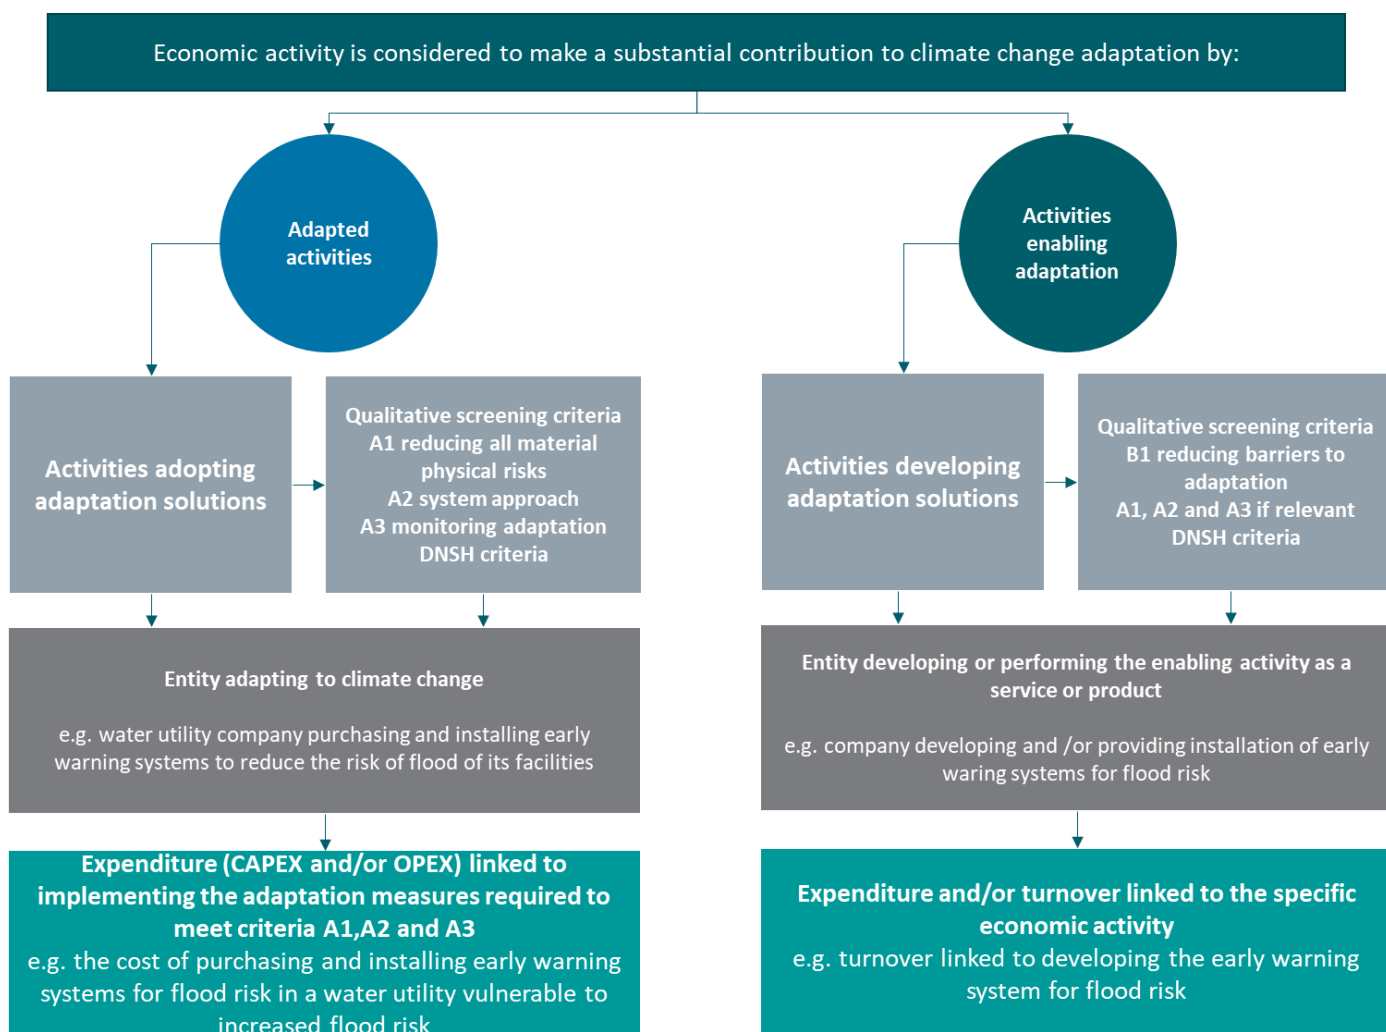 Economic activity is considered to make a substantial contribution to climate change adaptation by:
Adapted
activities
Activities
enabling
adaptation
Activities adopting
adaptation solutions
Qualitative screening criteria
A1 reducing all material
physical risks
A2 system approach
A3 monitoring adaptation
DNSH criteria
Activities developing
adaptation solutions
Qualitative screening criteria
B1 reducing barriers to
adaptation
A1, A2 and A3 if relevant
DNSH criteria
Entity adapting to climate change
e.g. water utility company purchasing and installing early
warning systems to reduce the risk of flood of its facilities
Entity developing or performing the enabling activity as a
service or product
e.g. company developing and /or providing installation of early
waring systems for flood risk
Expenditure (CAPEX and/or OPEX) linked to
implementing the adaptation measures required to
meet criteria A1,A2 and A3
e.g. the cost of purchasing and installing early warning
systems for flood risk in a water utility vulnerable to
increased flood risk
Expenditure and/or turnover linked to the specific
economic activity
e.g. turnover linked to developing the early warning
system for flood risk